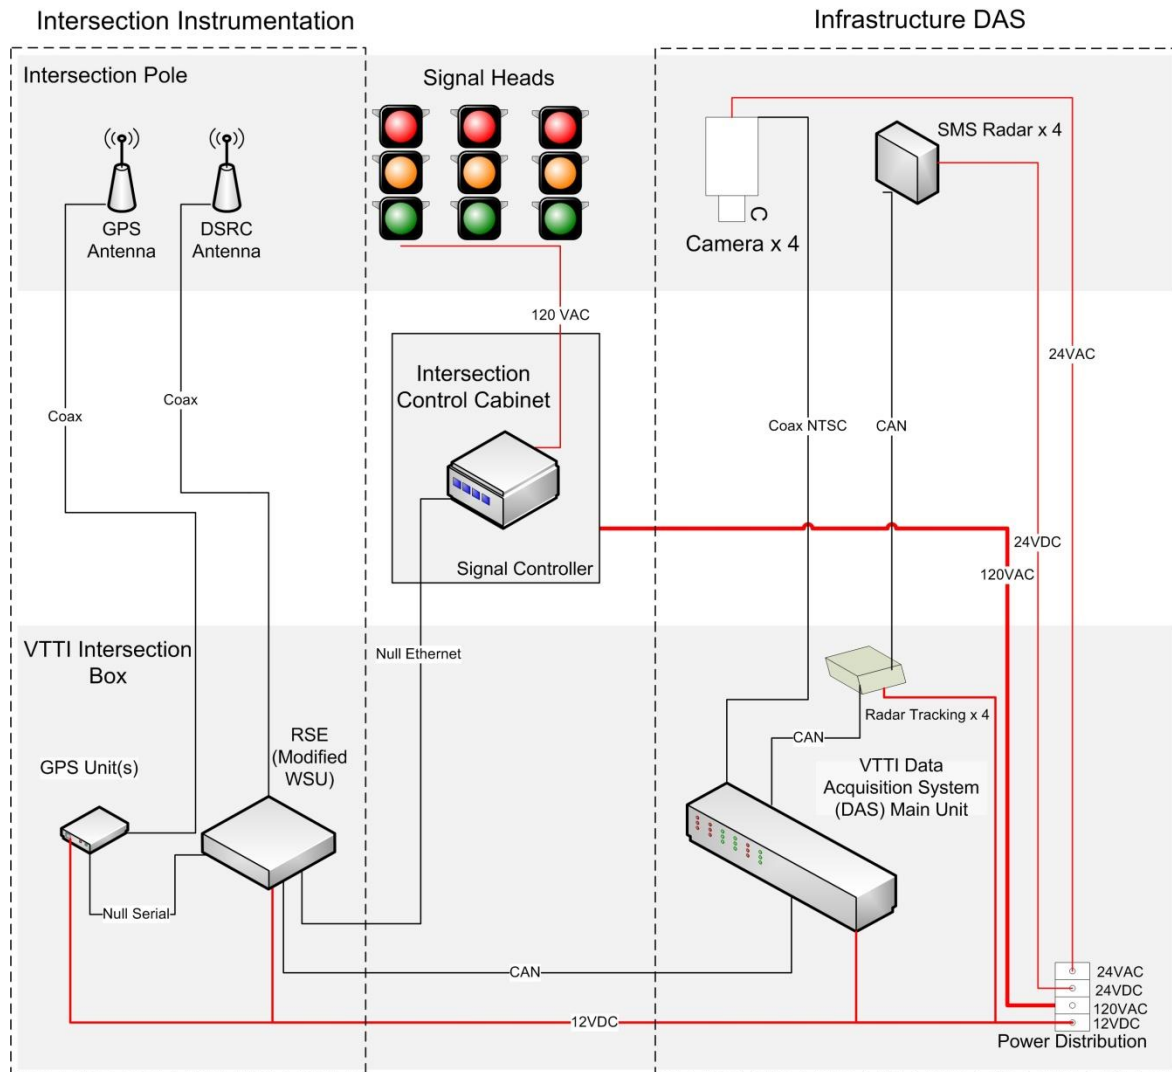 Intersection Instrumentation
Infrastructure DAS
Intersection Pole
Signal Heads
SMS Radar x 4
GPS
Antenna
DSRC
Antenna
C
Camera x 4
120 VAC
24VAC
Intersection
Control Cabinet
Coax
Coax
Coax NTSC
CAN
24VDC
Signal Controller
120VAC
VTTI Intersection
Box
Null Ethernet
Radar Tracking x 4
RSE
(Modified
WSU)
CAN
GPS Unit(s)
VTTI Data
Acquisition System
(DAS) Main Unit
Null Serial
CAN
24VAC
24VDC
120VAC
12VDC
12VDC
Power Distribution